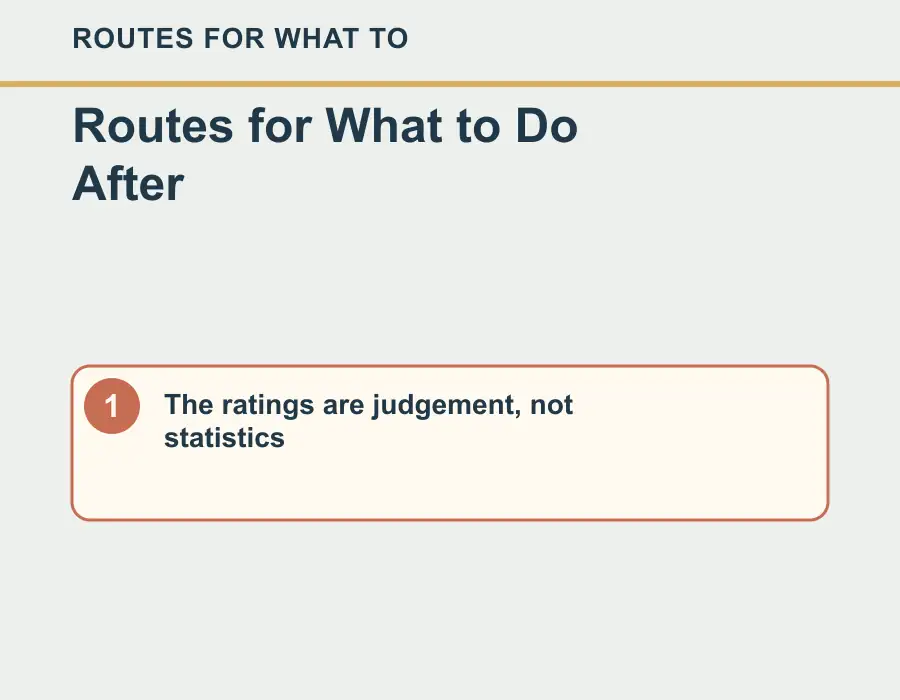 ROUTES FOR WHAT TO
Routes for What to Do
After
1
The ratings are judgement, not
statistics